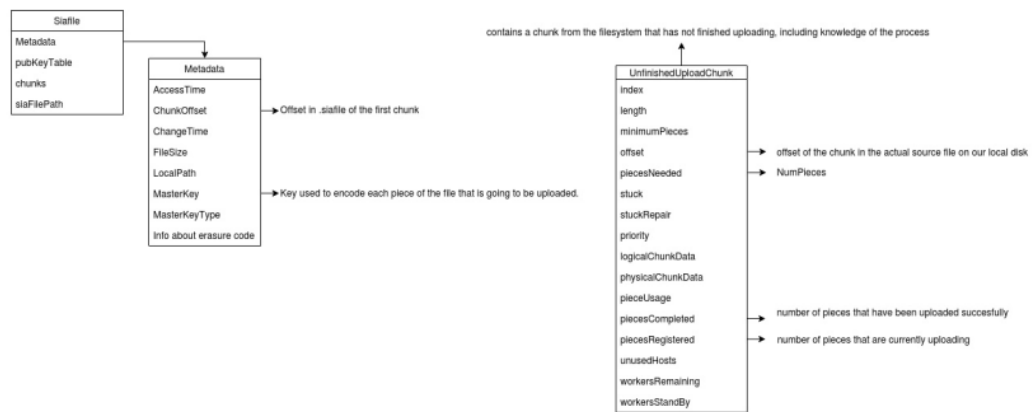 Siafile
Metadata
pubKeyTable
chunks
siaFilePath
Metadata
AccessTime
ChunkOffset
Offset in .siafile of the first chunk
ChangeTime
FileSize
LocalPath
MasterKey
Key used to encode each piece of the file that is going to be uploaded.
MasterKeyType
Info about erasure code
contains a chunk from the filesystem that has not finished uploading, including knowledge of the process
UnfinishedUploadChunk
index
length
minimumPieces
offset
offset of the chunk in the actual source file on our local disk
piecesNeeded
NumPieces
stuck
stuckRepair
priority
logicalChunkData
physicalChunkData
pieceUsage
piecesCompleted
number of pieces that have been uploaded succesfully
piecesRegistered
number of pieces that are currently uploading
unusedHosts
workersRemaining
workersStandBy